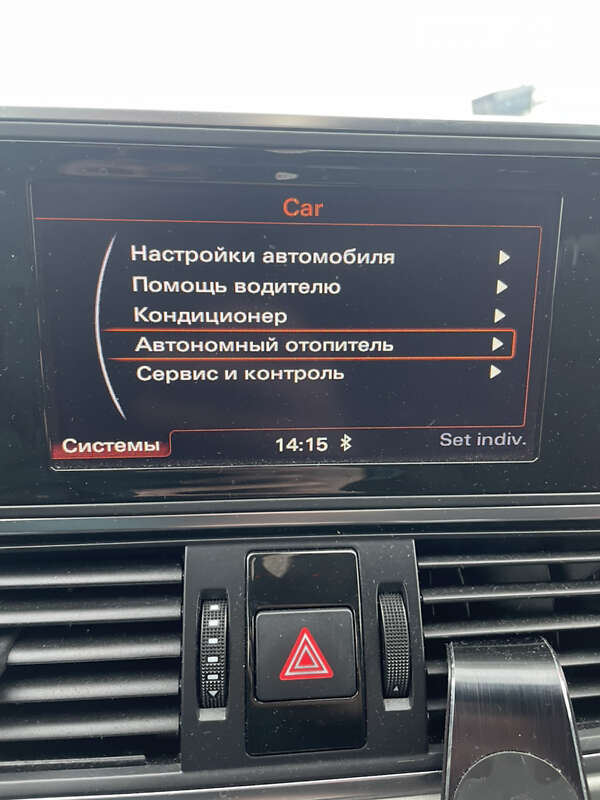 Car
Настройки автомобиля
Помощь водителю
Кондиционер
Автономный отопитель
Сервис и контроль
Системы 14:15 Set indiv.